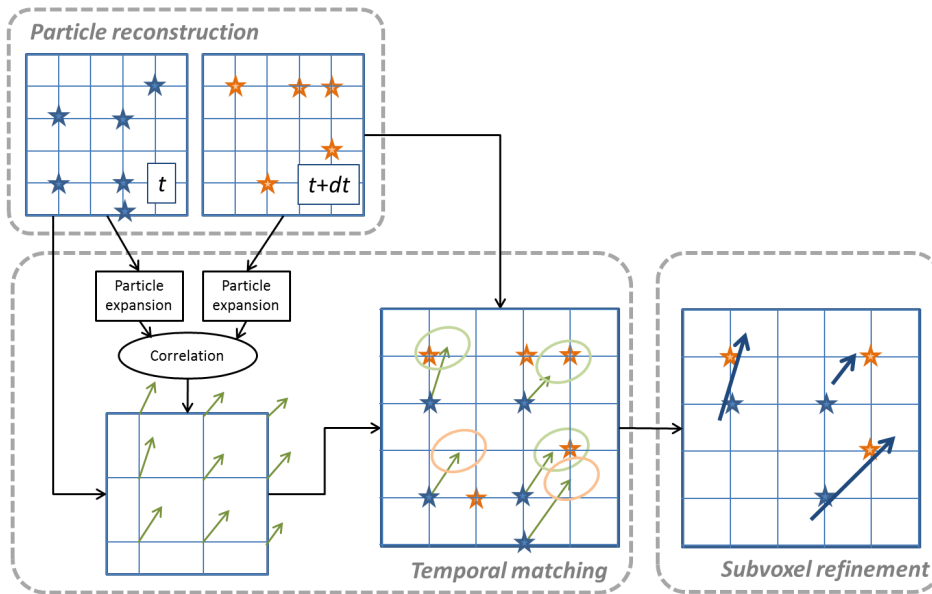 Particle reconstruction
t
t+dt
Particle
expansion
Particle
expansion
Correlation
Temporal matching
Subvoxel refinement